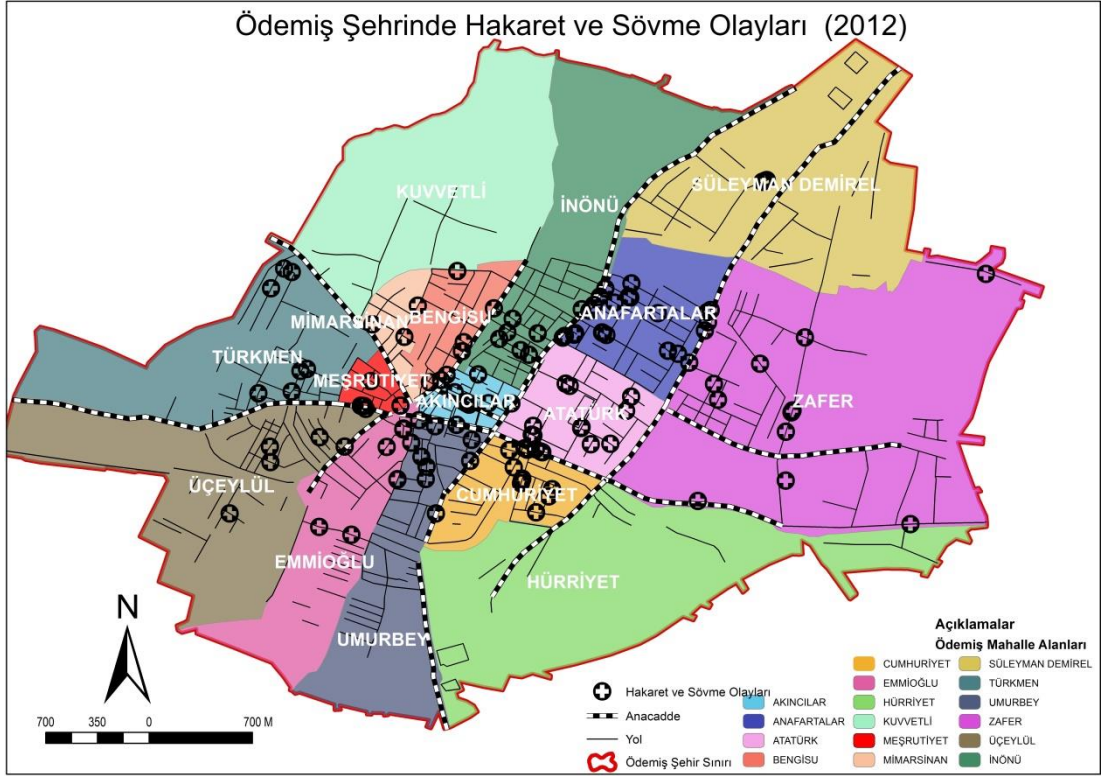 Ödemiş Şehrinde Hakaret ve Sövme Olayları (2012)
KUVVETLİ
SÜLEYMAN DEMİREL
İNÖNÜ
MİMARSİNAN
BENGİSU
ANAFARTALAR
TÜRKMEN
MEŞRUTİYET
AKINCILAR
ATATÜRK
ZAFER
ÜÇEYLÜL
CUMHURİYET
EMMİOĞLU
HÜRRİYET
UMURBEY
N
700 350 0 700 M
Açıklamalar
Ödemiş Mahalle Alanları
Hakaret ve Sövme Olayları
Anacadde
Yol
Ödemiş Şehir Sınırı
AKINCILAR
ANAFARTALAR
ATATÜRK
BENGİSU
CUMHURİYET
EMMİOĞLU
HÜRRİYET
KUVVETLİ
MEŞRUTİYET
MİMARSİNAN
SÜLEYMAN DEMİREL
TÜRKMEN
UMURBEY
ZAFER
ÜÇEYLÜL
İNÖNÜ